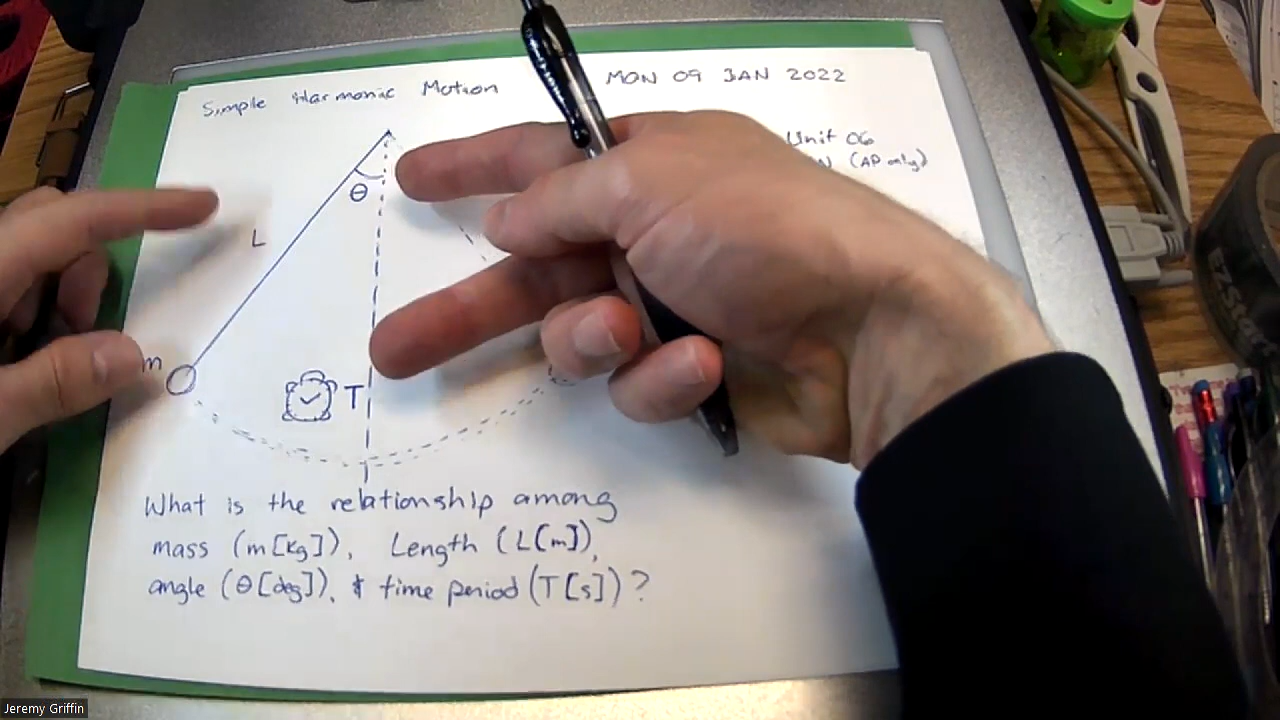 Simple Harmonic Motion
MON 09 JAN 2022
Unit 06
(AP only)
θ
L
m
T
What is the relationship among
mass (m[kg]), Length (L[m]),
angle (θ[deg]), & time period (T[s])?
EZSta
Jeremy Griffin